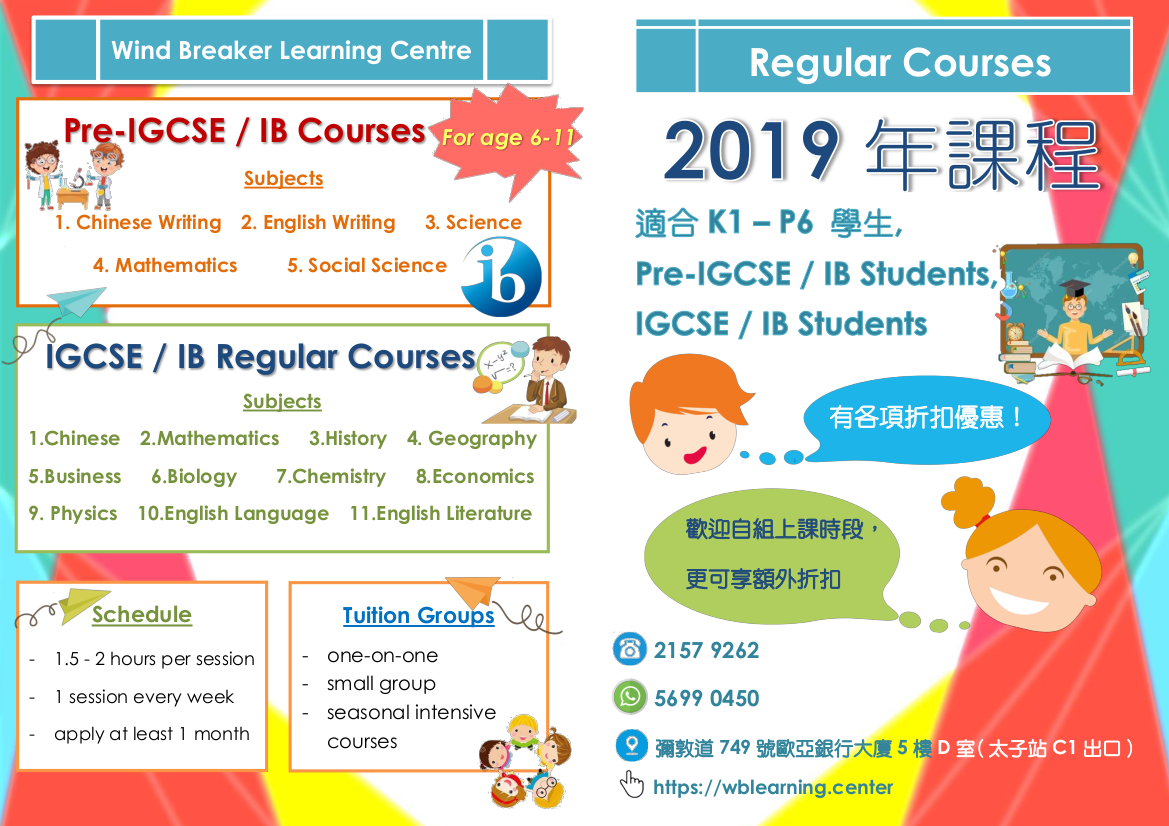 Wind Breaker Learning Centre
Pre-IGCSE / IB Courses
For age 6-11
Subjects
1. Chinese Writing 2. English Writing 3. Science
4. Mathematics 5. Social Science
ib
IGCSE / IB Regular Courses
Subjects
1.Chinese 2.Mathematics 3.History 4. Geography
5.Business 6.Biology 7.Chemistry 8.Economics
9. Physics 10.English Language 11.English Literature
Schedule
- 1.5 - 2 hours per session
- 1 session every week
- apply at least 1 month
Tuition Groups
- one-on-one
- small group
- seasonal intensive
courses
Regular Courses
2019 年課程
適合 K1 – P6 學生,
Pre-IGCSE / IB Students,
IGCSE / IB Students
有各項折扣優惠！
歡迎自組上課時段，
更可享額外折扣
2157 9262
5699 0450
彌敦道 749 號歐亞銀行大廈 5 樓 D 室( 太子站 C1 出口 )
https://wblearning.center